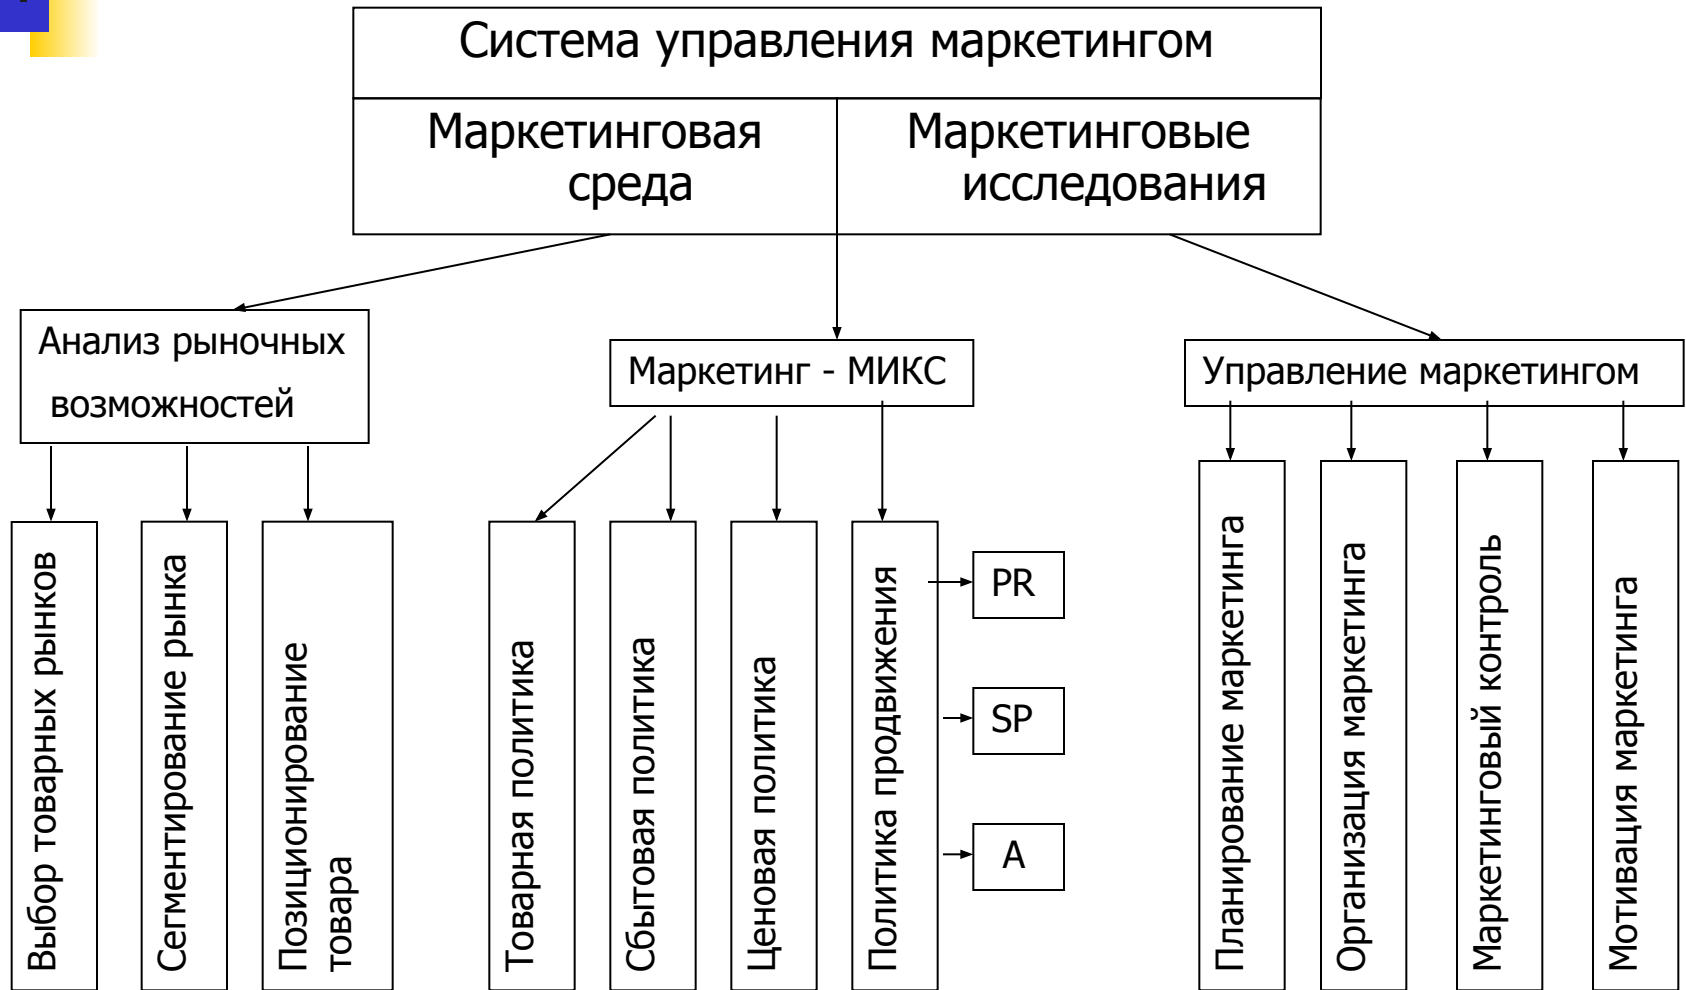 Система управления маркетингом
Маркетинговая
среда
Маркетинговые
исследования
Анализ рыночных
возможностей
Маркетинг - МИКС
Управление маркетингом
Выбор товарных рынков
Сегментирование рынка
Позиционирование
товара
Товарная политика
Сбытовая политика
Ценовая политика
Политика продвижения
PR
SP
A
Планирование маркетинга
Организация маркетинга
Маркетинговый контроль
Мотивация маркетинга